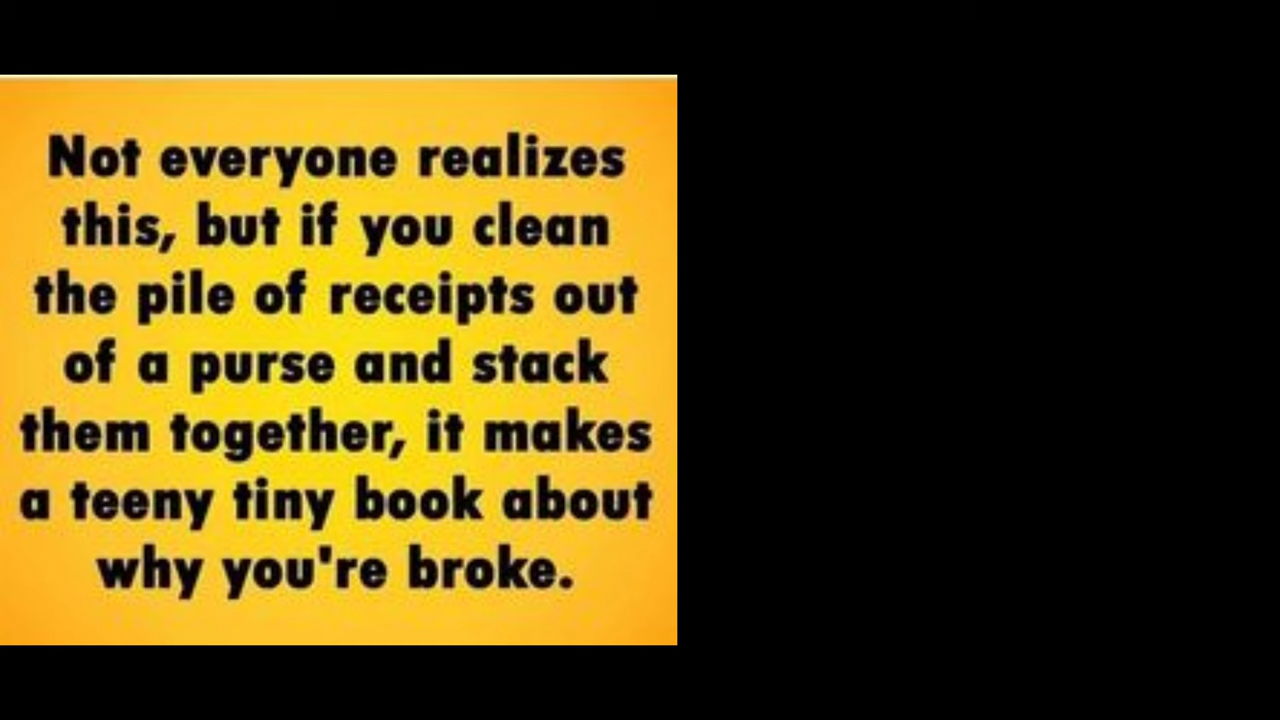 Not everyone realizes
this, but if you clean
the pile of receipts out
of a purse and stack
them together, it makes
a teeny tiny book about
why you're broke.